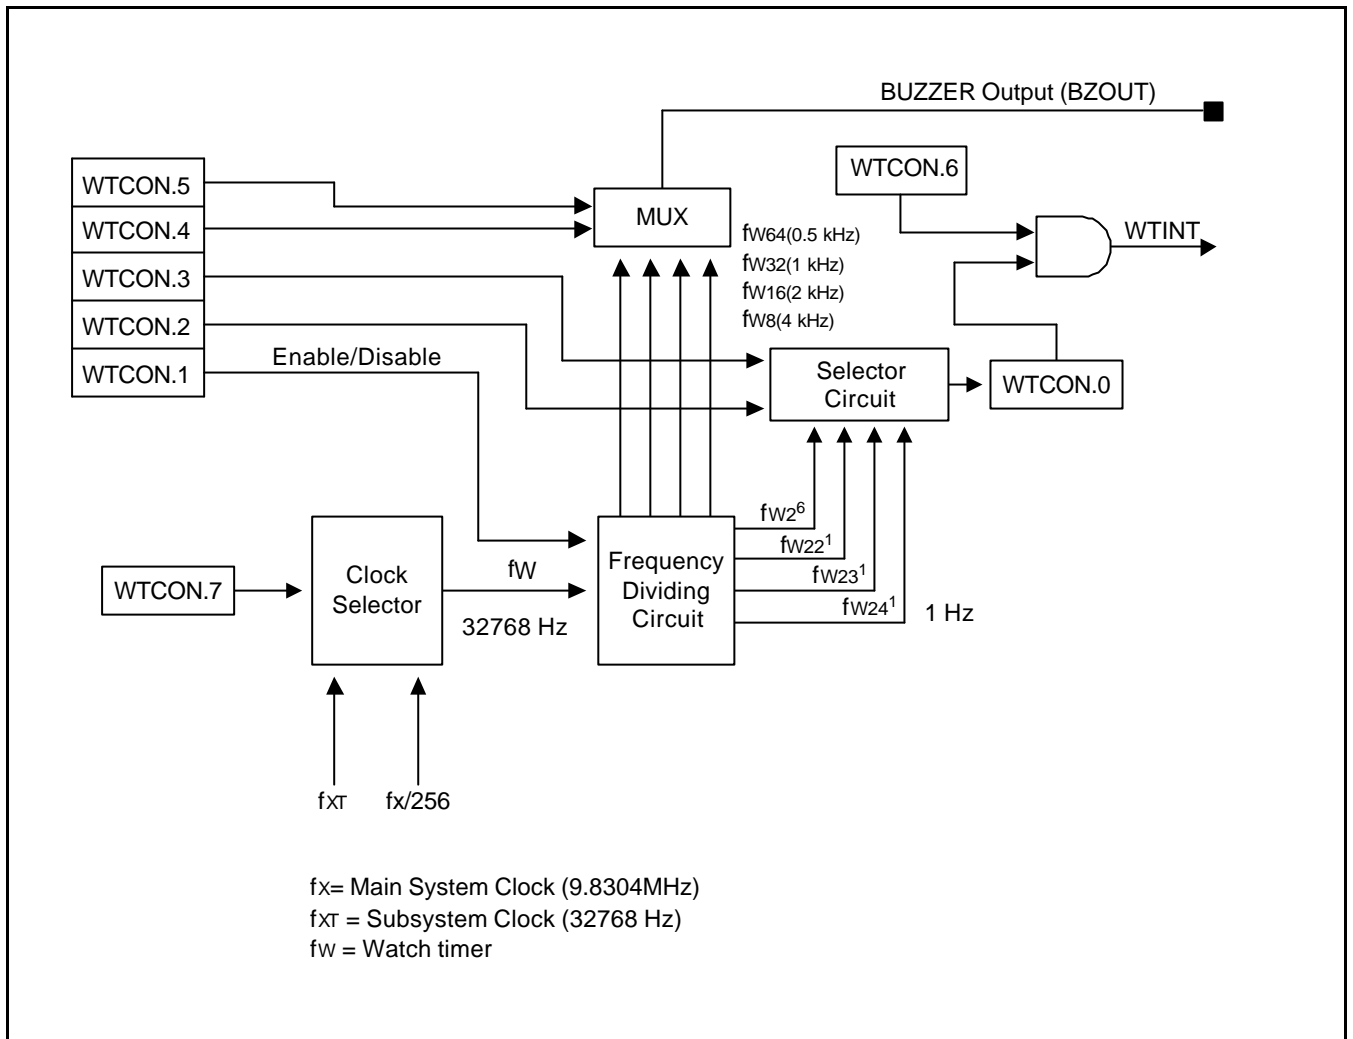 BUZZER Output (BZOUT)
WTCON.6
WTCON.5
WTCON.4
WTCON.3
WTCON.2
WTCON.1
MUX
WTINT
fW64(0.5 kHz)
fW32(1 kHz)
fW16(2 kHz)
fW8(4 kHz)
Enable/Disable
Selector
Circuit
WTCON.0
fW2⁶
fW22¹
fW23¹
fW24¹
1 Hz
WTCON.7
Clock
Selector
fW
32768 Hz
Frequency
Dividing
Circuit
fXT
fx/256
fX= Main System Clock (9.8304MHz)
fXT = Subsystem Clock (32768 Hz)
fW = Watch timer